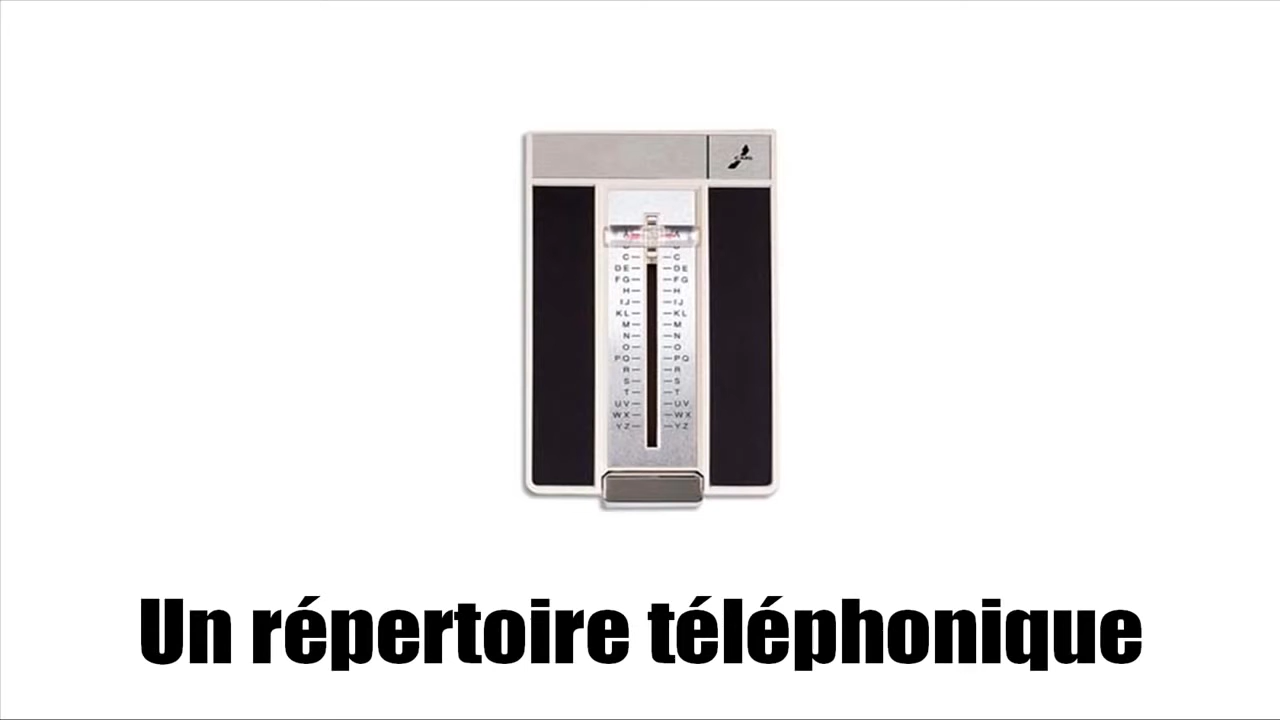 A A
C C
DE DE
FG FG
H H
IJ IJ
KL KL
M M
N N
O O
PQ PQ
R R
S S
T T
UV UV
WX WX
YZ YZ
Un répertoire téléphonique